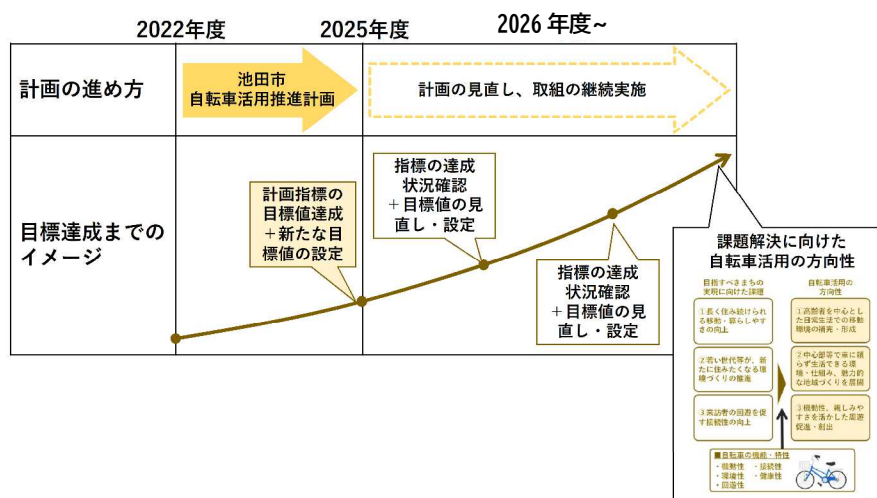 2022年度
2025年度
2026 年度~
計画の進め方
池田市
自転車活用推進計画
計画の見直し、取組の継続実施
目標達成までの
イメージ
計画指標の
目標値達成
＋新たな目
標値の設定
指標の達成
状況確認
＋目標値の見
直し・設定
指標の達成
状況確認
＋目標値の見
直し・設定
課題解決に向けた
自転車活用の方向性
目指すべきまちの
実現に向けた課題
①長く住み続けられ
る移動・暮らしやす
さの向上
②若い世代等が、新
たに住みたくなる環
境づくりの推進
③来訪者の回遊を促
す接続性の向上
自転車活用の
方向性
①高齢者を中心とし
た日常生活での移動
環境の補完・形成
②中心部等で車に頼
らず生活できる環
境・仕組み、魅力的
な地域づくりを展開
③機動性、親しみや
すさを活かした周遊
促進・創出
■自転車の機能・特性
・機動性 ・接続性
・環境性 ・健康性
・回遊性